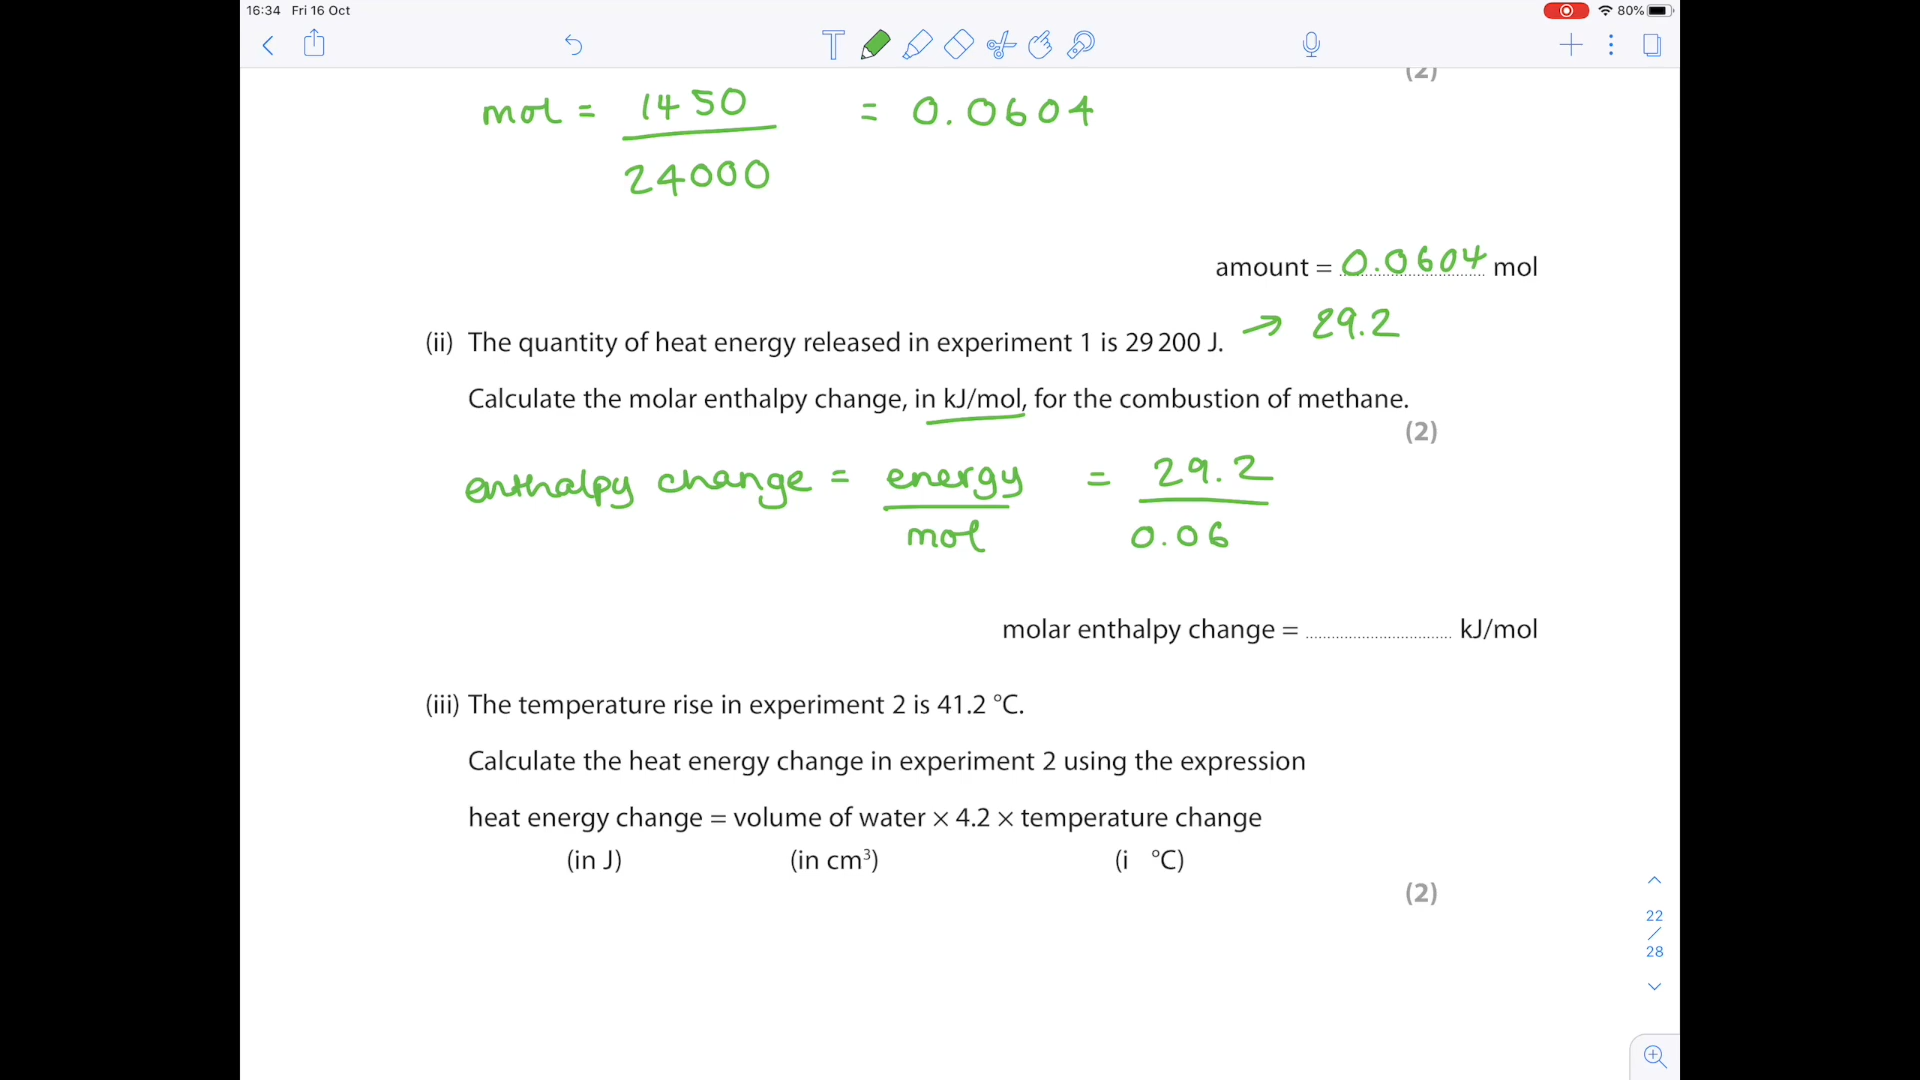 16:34 Fri 16 Oct
80%
(2)
mol = 1450 = 0.0604
24000
amount = 0.0604 mol
(ii) The quantity of heat energy released in experiment 1 is 29 200 J. → 29.2
Calculate the molar enthalpy change, in kJ/mol, for the combustion of methane.
(2)
enthalpy change = energy = 29.2
mol 0.06
molar enthalpy change = ................................ kJ/mol
(iii) The temperature rise in experiment 2 is 41.2 °C.
Calculate the heat energy change in experiment 2 using the expression
heat energy change = volume of water × 4.2 × temperature change
(in J) (in cm³) (i °C)
(2)
22
/
28